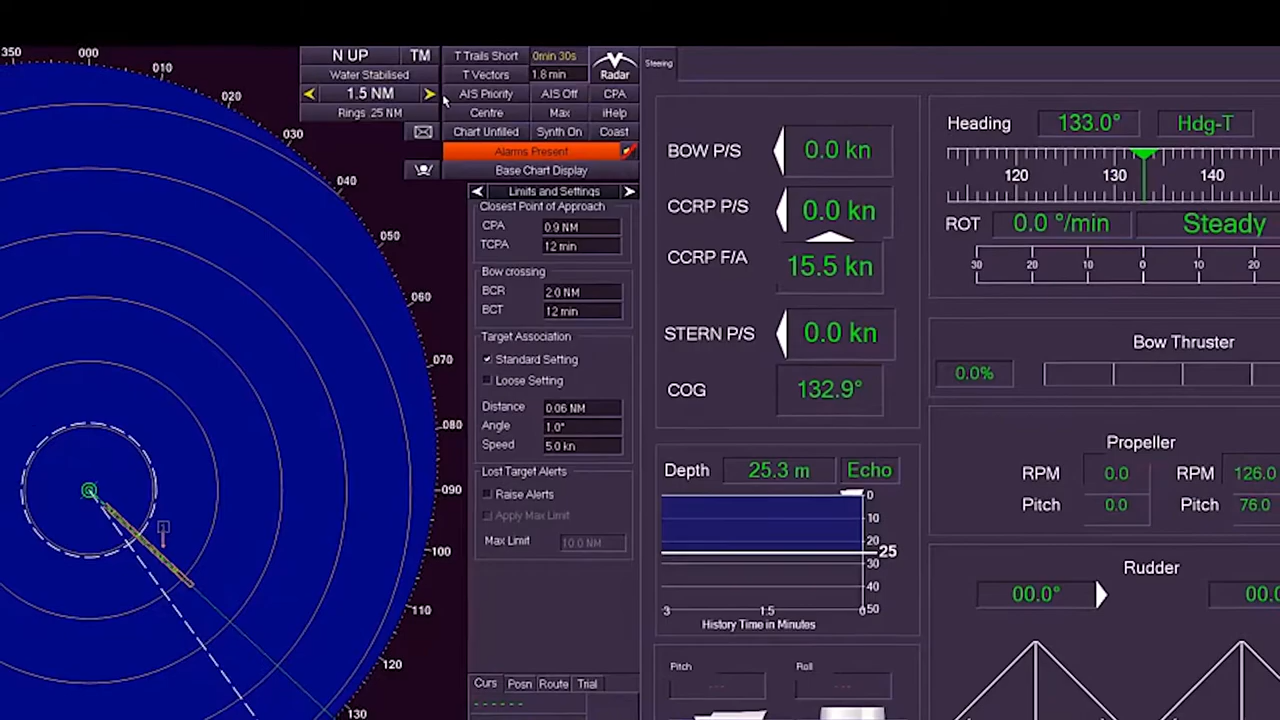 350
000
010
020
030
040
050
060
070
080
090
100
110
120
130
1
N UP TM
Water Stabilised
1.5 NM
Rings .25 NM
T Trails Short 0min 30s
T Vectors 1.8 min
Radar
AIS Priority AIS Off CPA
Centre Max iHelp
Chart Unfilled Synth On Coast
Alarms Present
Base Chart Display
Limits and Settings
Closest Point of Approach
CPA 0.9 NM
TCPA 12 min
Bow crossing
BCR 2.0 NM
BCT 12 min
Target Association
Standard Setting
Loose Setting
Distance 0.06 NM
Angle 1.0°
Speed 5.0 kn
Lost Target Alerts
Raise Alerts
Apply Max Limit
Max Limit 10.0 NM
Curs Posn Route Trial
------
Steering
BOW P/S 0.0 kn
CCRP P/S 0.0 kn
CCRP F/A 15.5 kn
STERN P/S 0.0 kn
COG 132.9°
Depth 25.3 m Echo
0
10
20
25
30
40
50
3 1.5 0
History Time in Minutes
Pitch Roll
--- ---
Heading 133.0° Hdg-T
120 130 140
ROT 0.0 °/min Steady
30 20 10 0 10 20
Bow Thruster
0.0%
Propeller
RPM 0.0 RPM 126.0
Pitch 0.0 Pitch 76.0
Rudder
00.0° 00.0